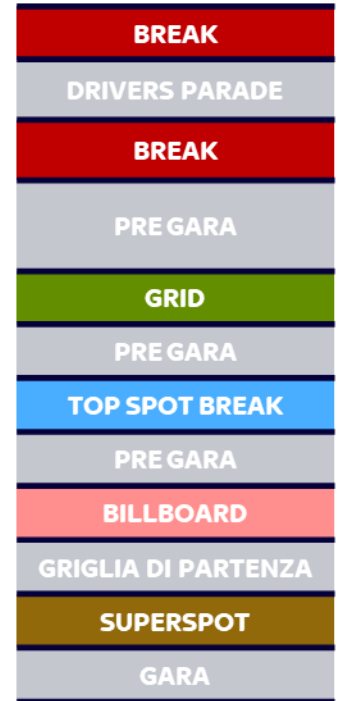 BREAK
DRIVERS PARADE
BREAK
PRE GARA
GRID
PRE GARA
TOP SPOT BREAK
PRE GARA
BILLBOARD
GRIGLIA DI PARTENZA
SUPERSPOT
GARA